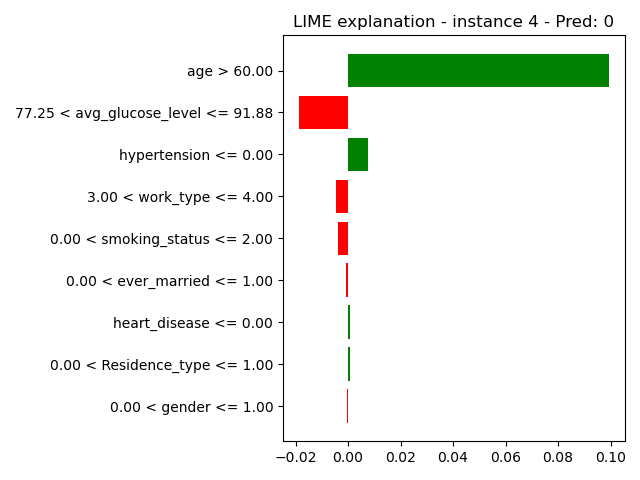 LIME explanation - instance 4 - Pred: 0
age > 60.00
77.25 < avg_glucose_level <= 91.88
hypertension <= 0.00
3.00 < work_type <= 4.00
0.00 < smoking_status <= 2.00
0.00 < ever_married <= 1.00
heart_disease <= 0.00
0.00 < Residence_type <= 1.00
0.00 < gender <= 1.00
−0.02 0.00 0.02 0.04 0.06 0.08 0.10